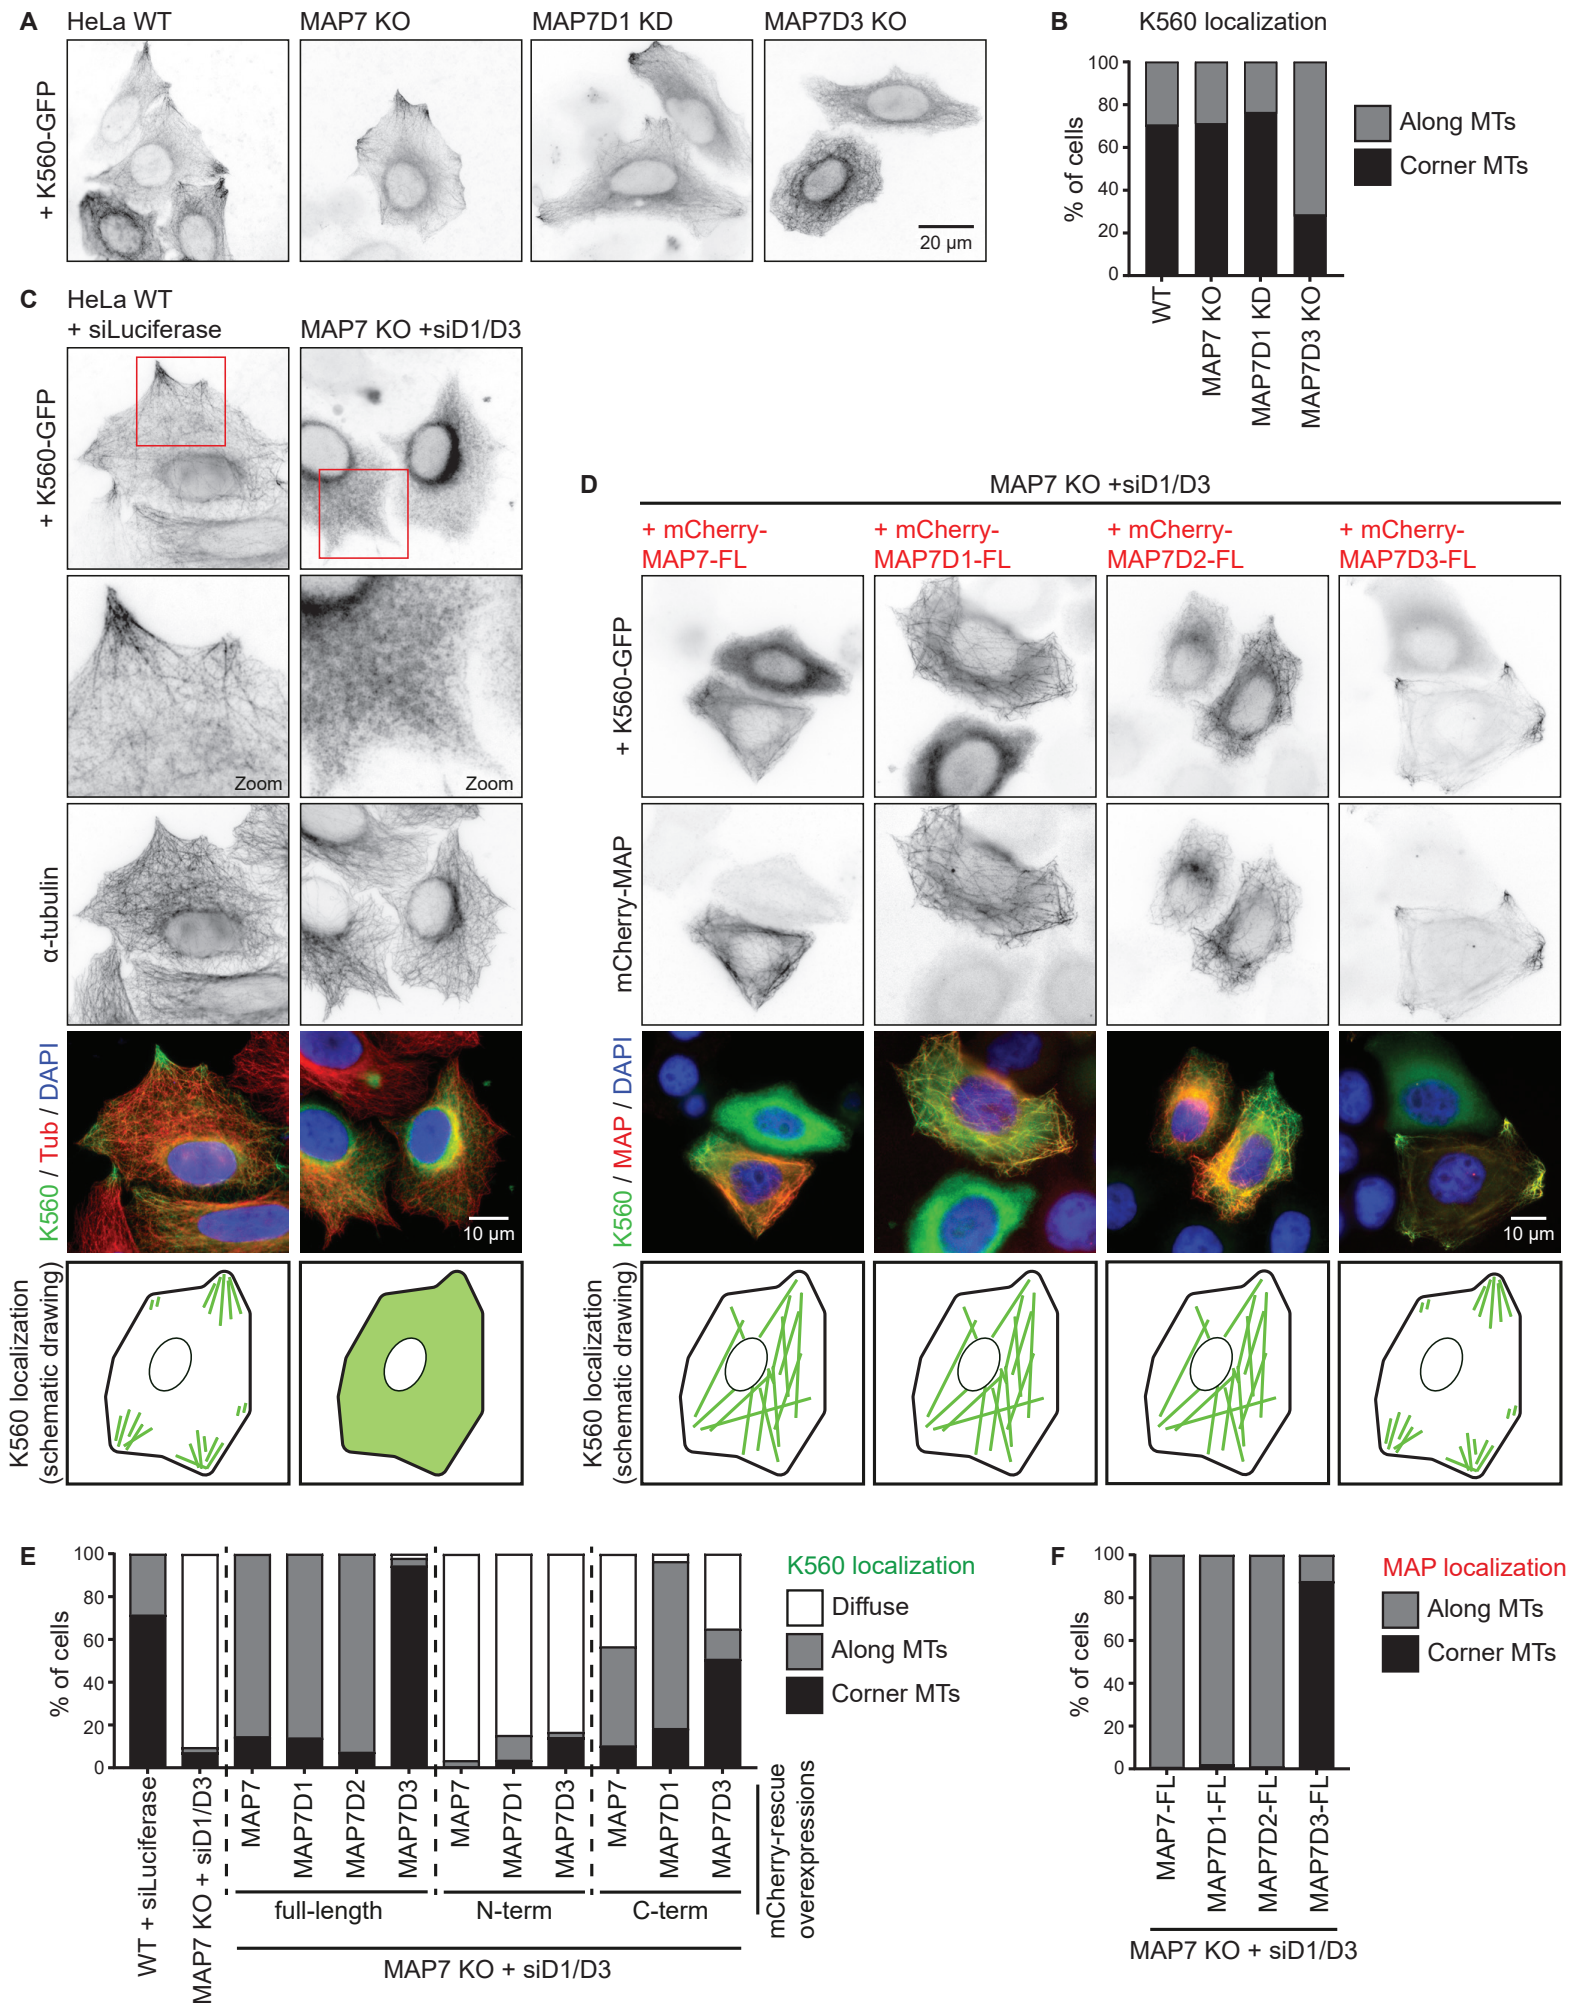 A
HeLa WT
MAP7 KO
MAP7D1 KD
MAP7D3 KO
+ K560-GFP
20 µm
B
K560 localization
% of cells
100
80
60
40
20
0
WT
MAP7 KO
MAP7D1 KD
MAP7D3 KO
Along MTs
Corner MTs
C
HeLa WT
+ siLuciferase
MAP7 KO +siD1/D3
+ K560-GFP
Zoom
Zoom
α-tubulin
K560 / Tub / DAPI
10 µm
K560 localization
(schematic drawing)
D
MAP7 KO +siD1/D3
+ mCherry-
MAP7-FL
+ mCherry-
MAP7D1-FL
+ mCherry-
MAP7D2-FL
+ mCherry-
MAP7D3-FL
+ K560-GFP
mCherry-MAP
K560 / MAP / DAPI
10 µm
K560 localization
(schematic drawing)
E
% of cells
100
80
60
40
20
0
WT + siLuciferase
MAP7 KO + siD1/D3
MAP7
MAP7D1
MAP7D2
MAP7D3
MAP7
MAP7D1
MAP7D3
MAP7
MAP7D1
MAP7D3
full-length
N-term
C-term
MAP7 KO + siD1/D3
mCherry-rescue
overexpressions
K560 localization
Diffuse
Along MTs
Corner MTs
F
% of cells
100
80
60
40
20
0
MAP7-FL
MAP7D1-FL
MAP7D2-FL
MAP7D3-FL
MAP7 KO + siD1/D3
MAP localization
Along MTs
Corner MTs